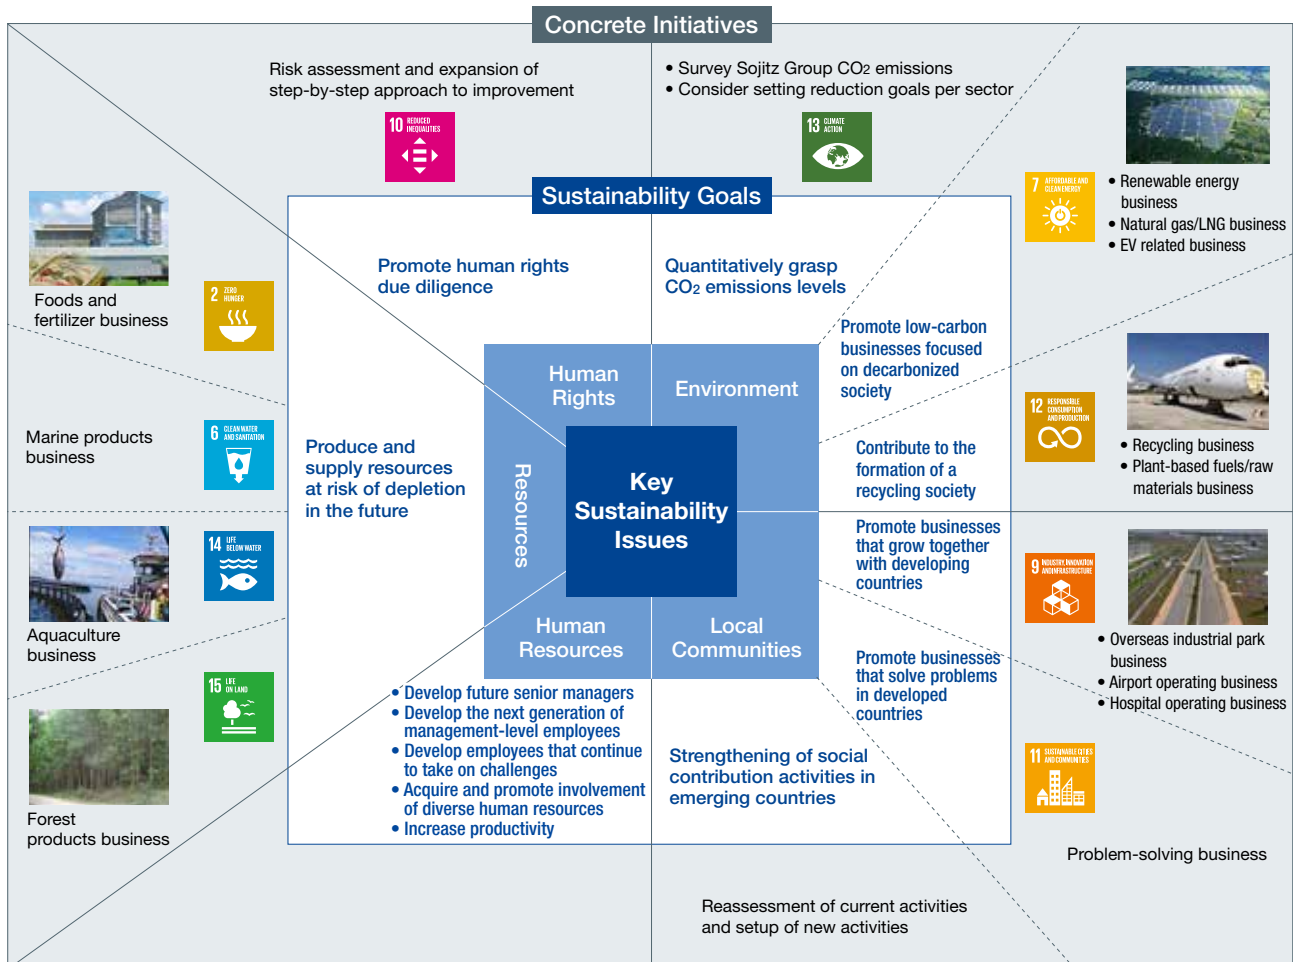 Concrete Initiatives
Risk assessment and expansion of
step-by-step approach to improvement
10 REDUCED
INEQUALITIES
• Survey Sojitz Group CO2 emissions
• Consider setting reduction goals per sector
13 CLIMATE
ACTION
Sustainability Goals
Promote human rights
due diligence
Quantitatively grasp
CO2 emissions levels
Promote low-carbon
businesses focused
on decarbonized
society
Contribute to the
formation of a
recycling society
Promote businesses
that grow together
with developing
countries
Promote businesses
that solve problems
in developed
countries
Strengthening of social
contribution activities in
emerging countries
• Develop future senior managers
• Develop the next generation of
management-level employees
• Develop employees that continue
to take on challenges
• Acquire and promote involvement
of diverse human resources
• Increase productivity
Produce and
supply resources
at risk of depletion
in the future
Human
Rights
Environment
Resources
Key
Sustainability
Issues
Human
Resources
Local
Communities
Foods and
fertilizer business
2 ZERO
HUNGER
Marine products
business
6 CLEAN WATER
AND SANITATION
Aquaculture
business
14 LIFE
BELOW WATER
15 LIFE
ON LAND
Forest
products business
7 AFFORDABLE AND
CLEAN ENERGY
• Renewable energy
business
• Natural gas/LNG business
• EV related business
12 RESPONSIBLE
CONSUMPTION
AND PRODUCTION
• Recycling business
• Plant-based fuels/raw
materials business
9 INDUSTRY, INNOVATION
AND INFRASTRUCTURE
• Overseas industrial park
business
• Airport operating business
• Hospital operating business
11 SUSTAINABLE CITIES
AND COMMUNITIES
Problem-solving business
Reassessment of current activities
and setup of new activities